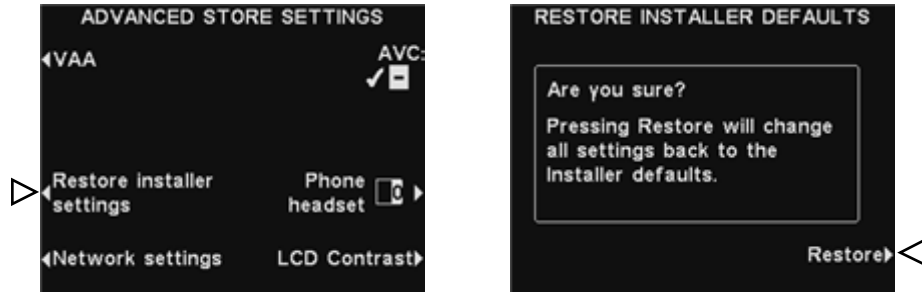 ADVANCED STORE SETTINGS
VAA
AVC:
✓ –
Restore installer
settings
Phone
headset
0
Network settings
LCD Contrast
RESTORE INSTALLER DEFAULTS
Are you sure?
Pressing Restore will change
all settings back to the
Installer defaults.
Restore